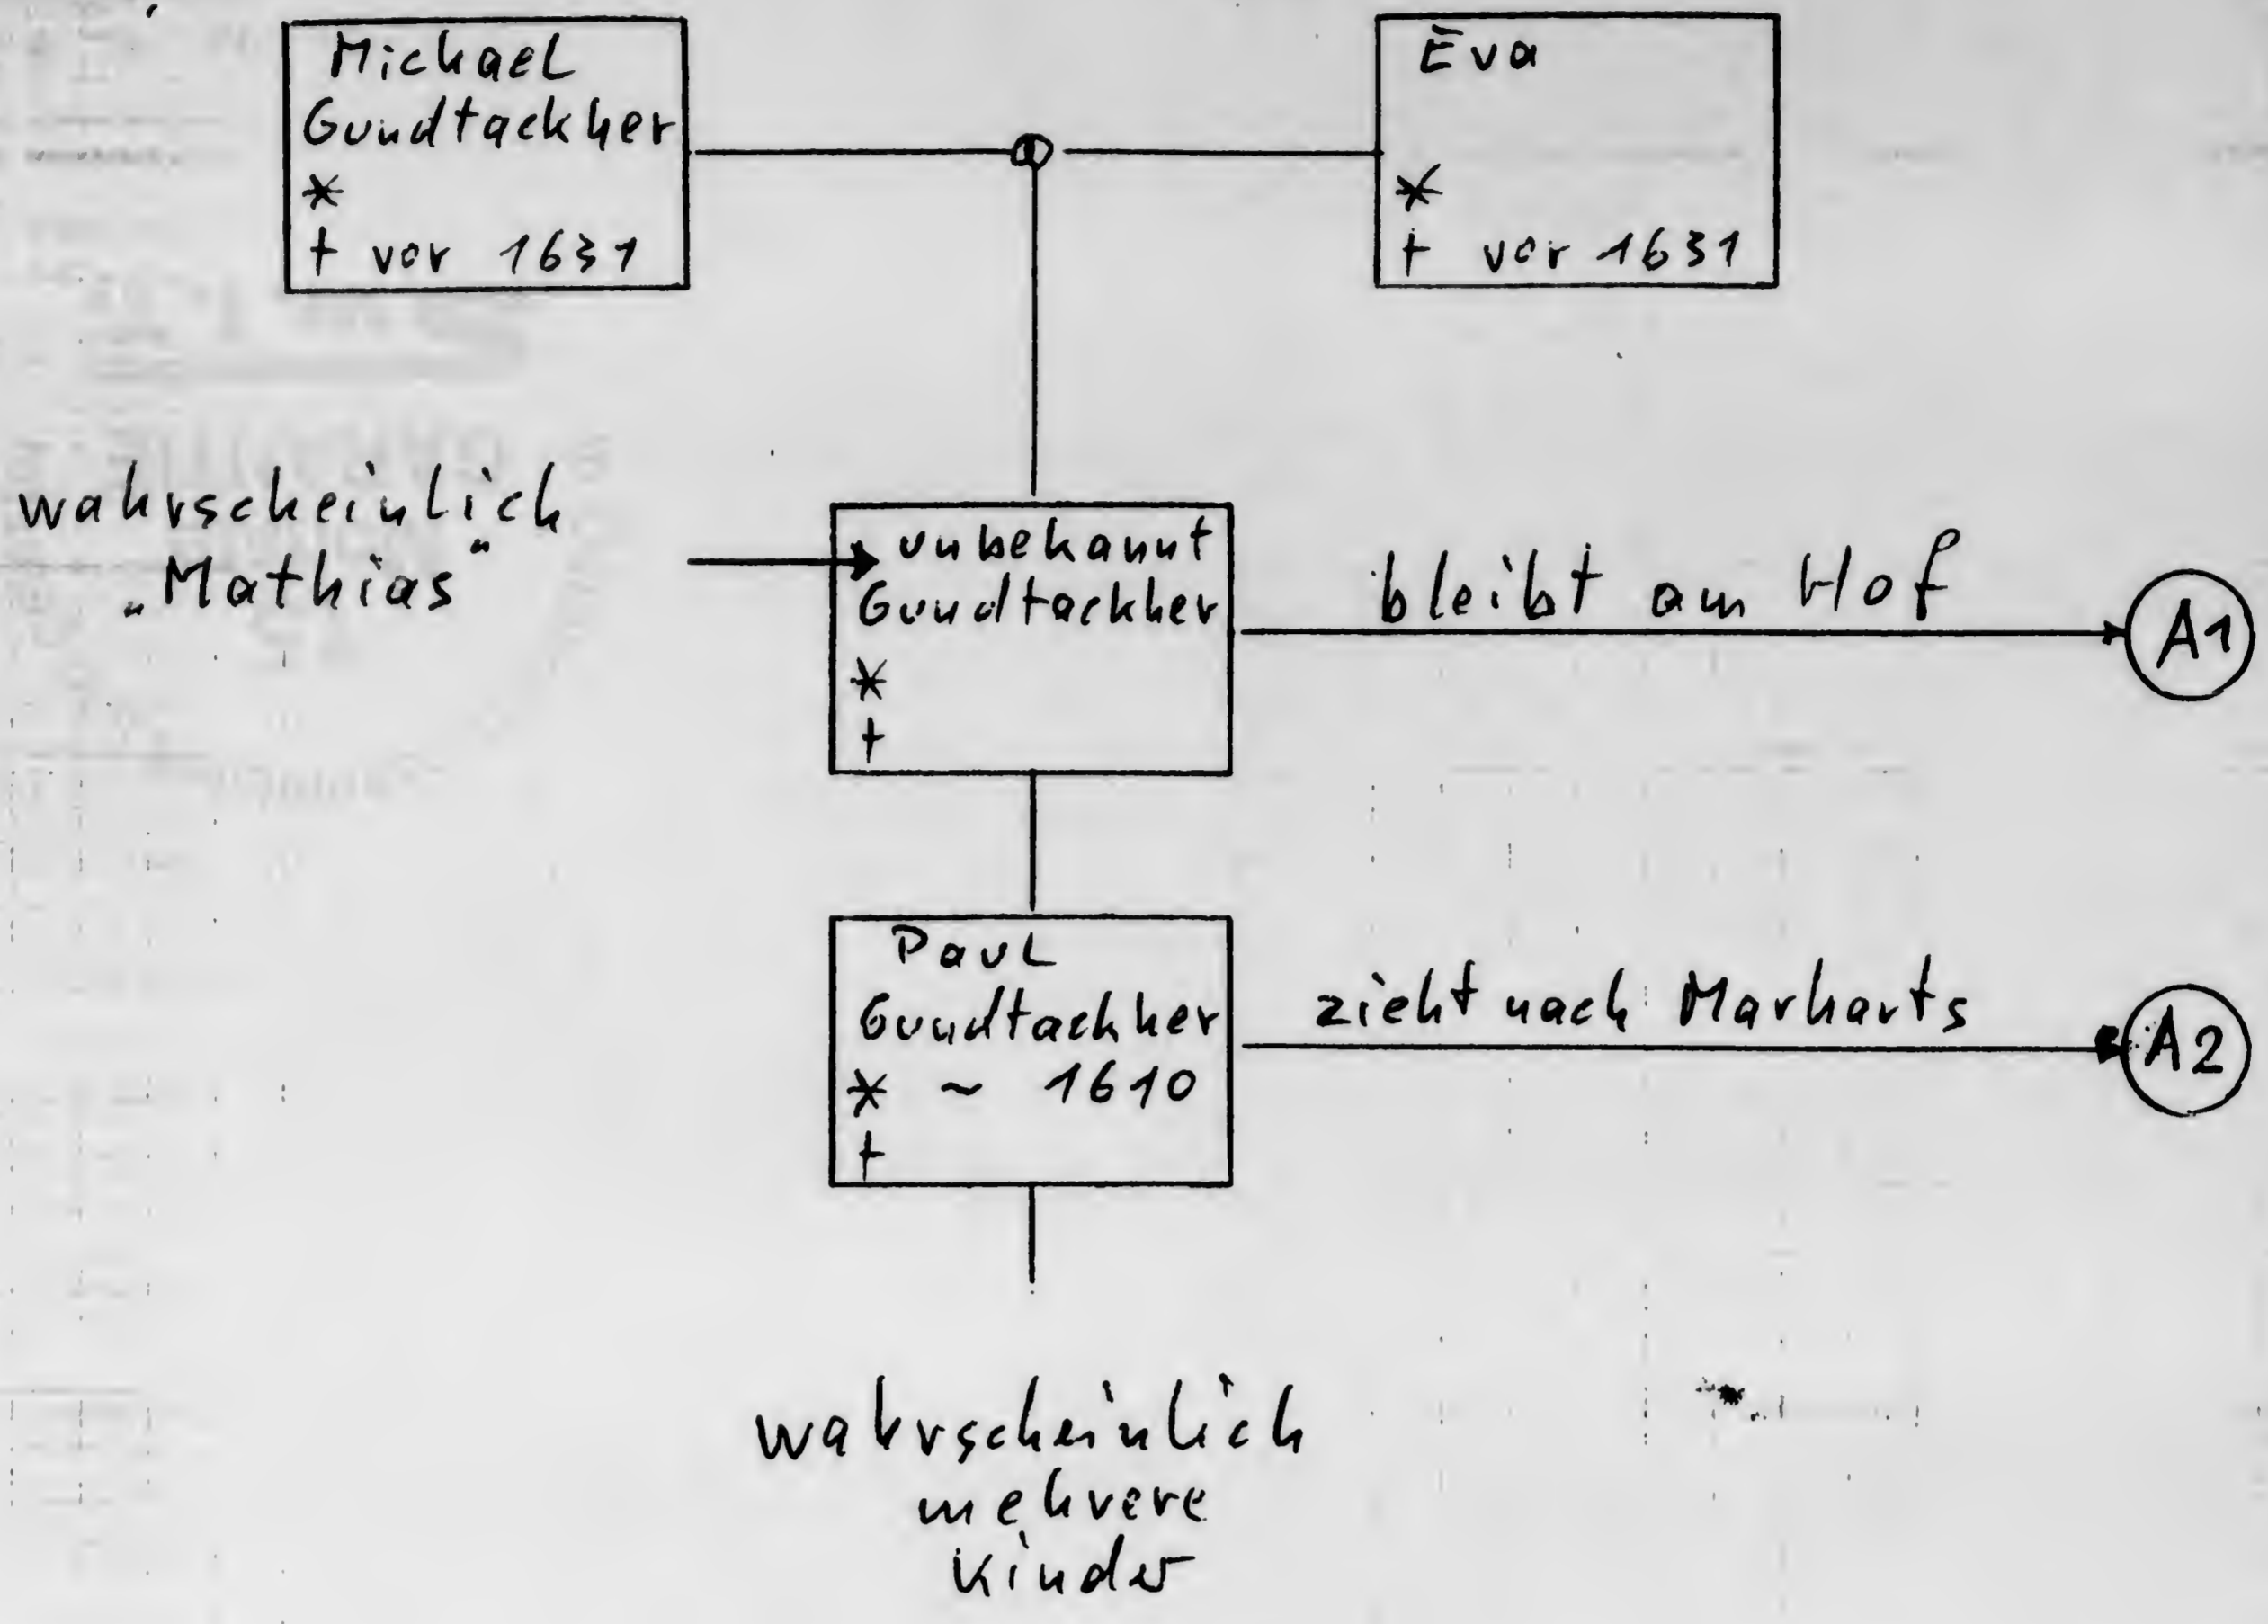 Michael
Gundtackher
*
† vor 1631
Eva
*
† vor 1631
wahrscheinlich
„Mathias“
unbekannt
Gundtackher
*
†
bleibt am Hof
A1
Paul
Gundtackher
* ~ 1610
†
zieht nach Markarts
A2
wahrscheinlich
mehrere
Kinder